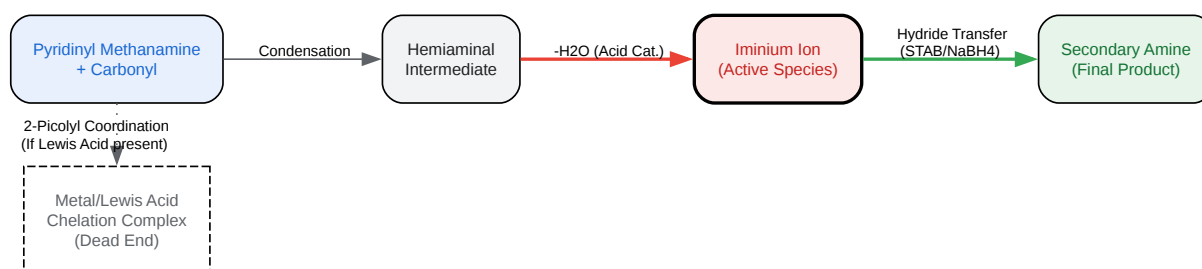 Pyridinyl Methanamine
+ Carbonyl
Condensation
Hemiaminal
Intermediate
-H2O (Acid Cat.)
Iminium Ion
(Active Species)
Hydride Transfer
(STAB/NaBH4)
Secondary Amine
(Final Product)
2-Picolyl Coordination
(If Lewis Acid present)
Metal/Lewis Acid
Chelation Complex
(Dead End)